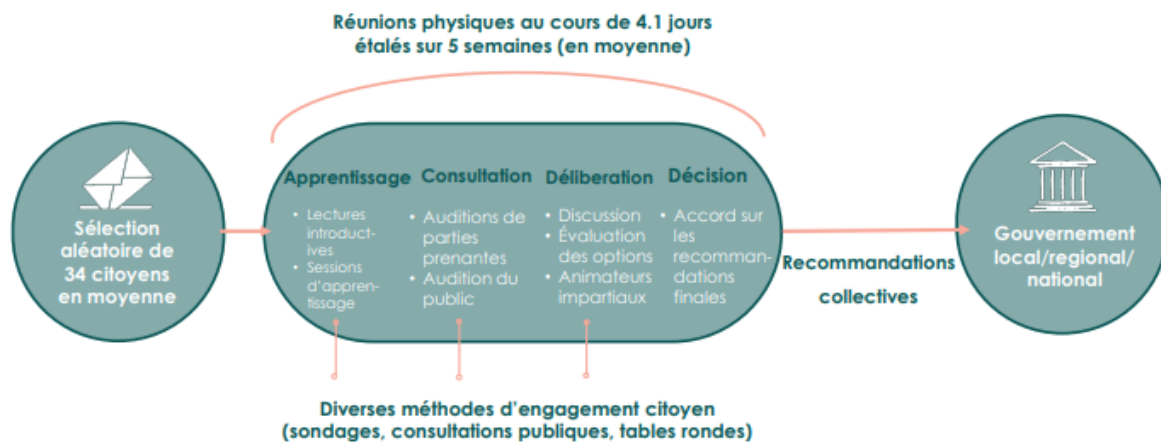 Réunions physiques au cours de 4.1 jours
étalés sur 5 semaines (en moyenne)
Sélection
aléatoire de
34 citoyens
en moyenne
Apprentissage
• Lectures
introduct-
ives
• Sessions
d'appren-
tissage
Consultation
• Auditions de
parties
prenantes
• Audition du
public
Déliberation
• Discussion
• Évaluation
des options
• Animateurs
impartiaux
Décision
• Accord sur
les
recomman-
dations
finales
Recommandations
collectives
Gouvernement
local/regional/
national
Diverses méthodes d'engagement citoyen
(sondages, consultations publiques, tables rondes)